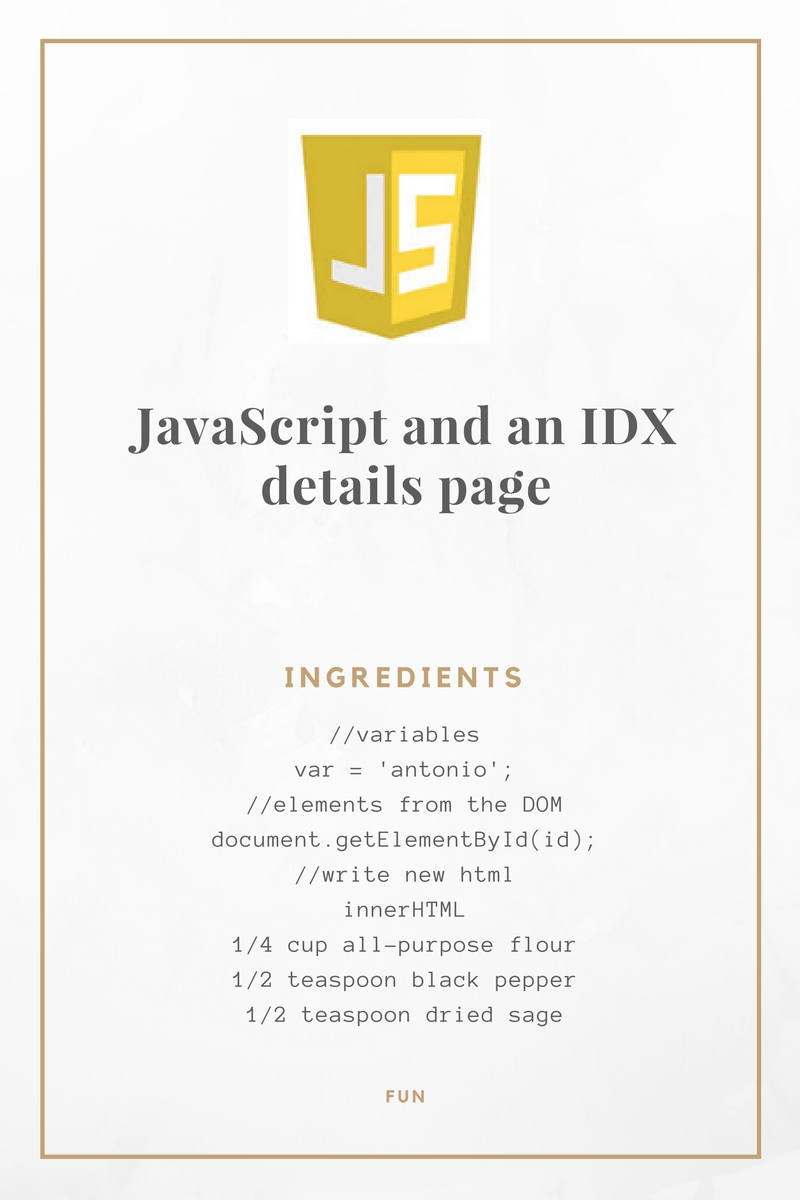 JS
JavaScript and an IDX
details page
INGREDIENTS
//variables
var = 'antonio';
//elements from the DOM
document.getElementById(id);
//write new html
innerHTML
1/4 cup all-purpose flour
1/2 teaspoon black pepper
1/2 teaspoon dried sage
FUN